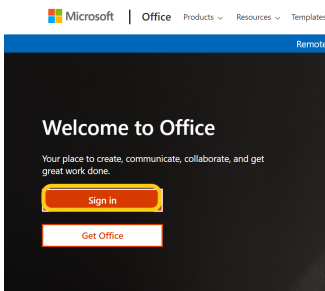 Microsoft | Office Products Resources Templates
Remote
Welcome to Office
Your place to create, communicate, collaborate, and get
great work done.
Sign in
Get Office